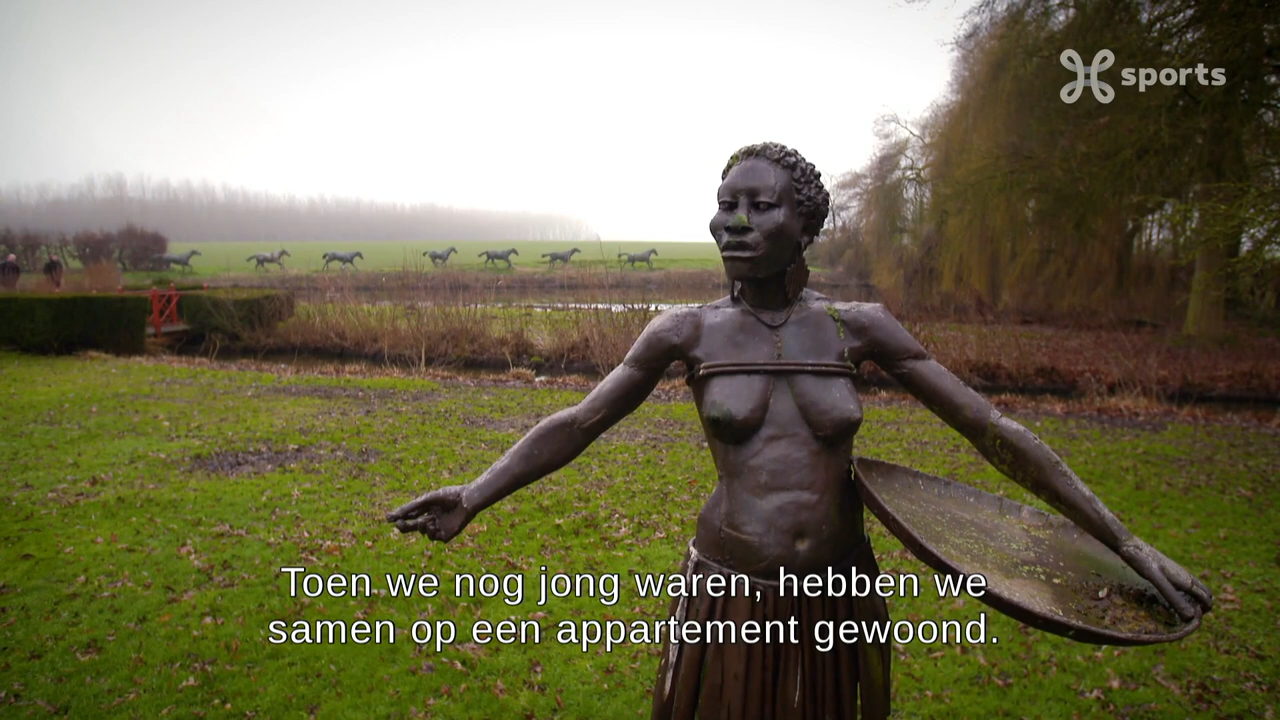 sports
Toen we nog jong waren, hebben we
samen op een appartement gewoond.